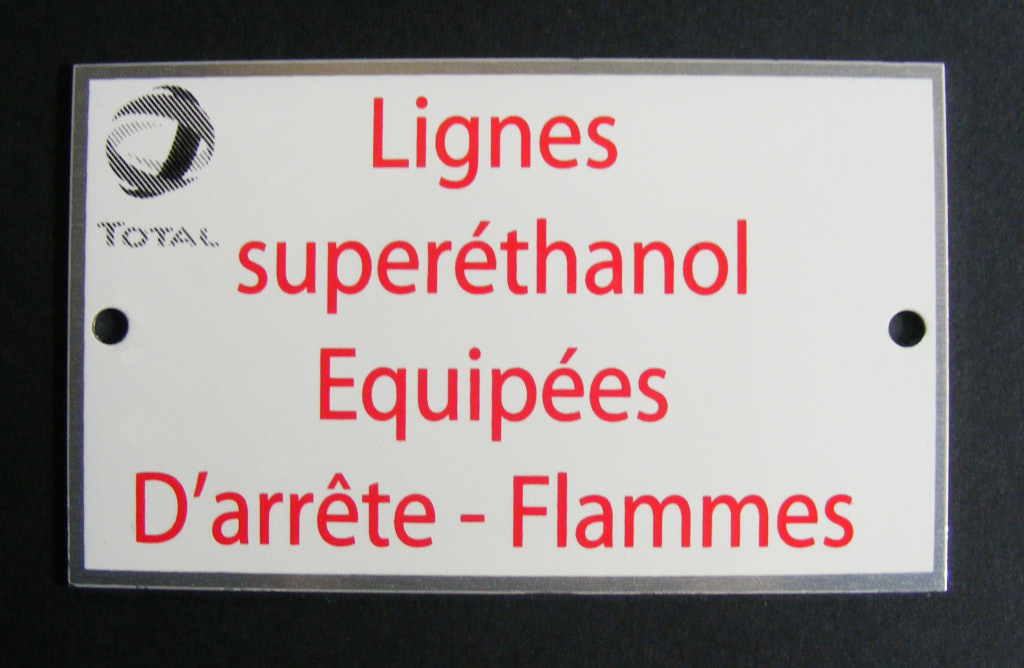 TOTAL
Lignes
superéthanol
Equipées
D'arrête - Flammes